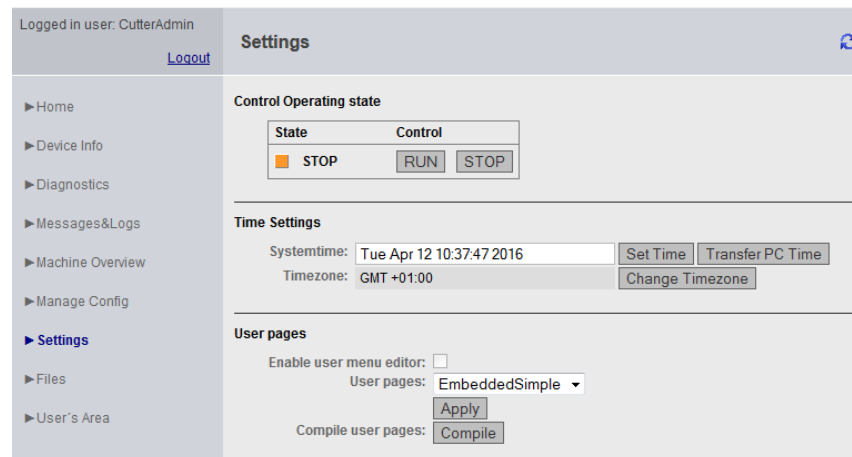 Logged in user: CutterAdmin
Logout
Settings
►Home
►Device Info
►Diagnostics
►Messages&Logs
►Machine Overview
►Manage Config
►Settings
►Files
►User´s Area
Control Operating state
State Control
STOP RUN STOP
Time Settings
Systemtime: Tue Apr 12 10:37:47 2016 Set Time Transfer PC Time
Timezone: GMT +01:00 Change Timezone
User pages
Enable user menu editor:
User pages: EmbeddedSimple
Apply
Compile user pages: Compile